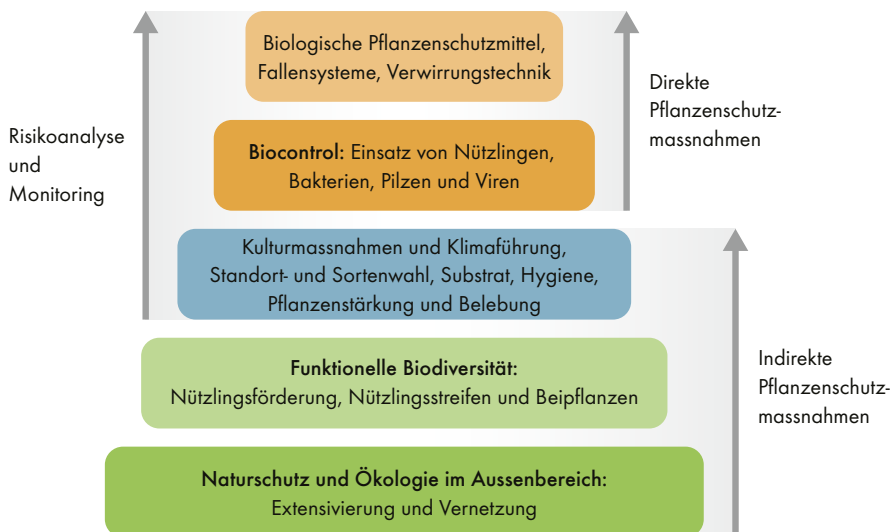 Biologische Pflanzenschutzmittel,
Fallensysteme, Verwirrungstechnik
Direkte
Pflanzenschutz-
massnahmen
Risikoanalyse
und
Monitoring
Biocontrol: Einsatz von Nützlingen,
Bakterien, Pilzen und Viren
Kulturmassnahmen und Klimaführung,
Standort- und Sortenwahl, Substrat, Hygiene,
Pflanzenstärkung und Belebung
Funktionelle Biodiversität:
Nützlingsförderung, Nützlingsstreifen und Beipflanzen
Indirekte
Pflanzenschutz-
massnahmen
Naturschutz und Ökologie im Aussenbereich:
Extensivierung und Vernetzung